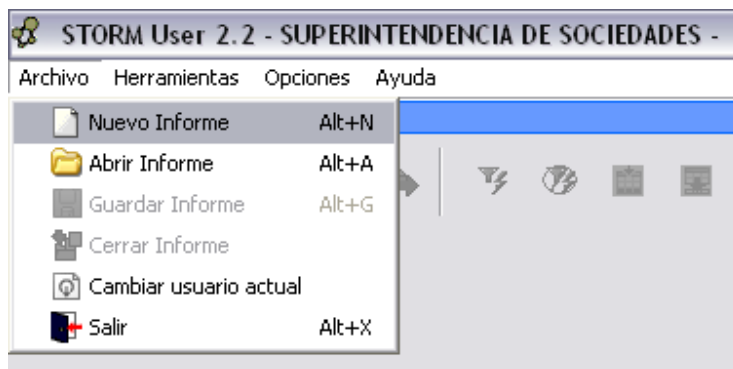 STORM User 2.2 - SUPERINTENDENCIA DE SOCIEDADES -
Archivo Herramientas Opciones Ayuda
Nuevo Informe Alt+N
Abrir Informe Alt+A
Guardar Informe Alt+G
Cerrar Informe
Cambiar usuario actual
Salir Alt+X